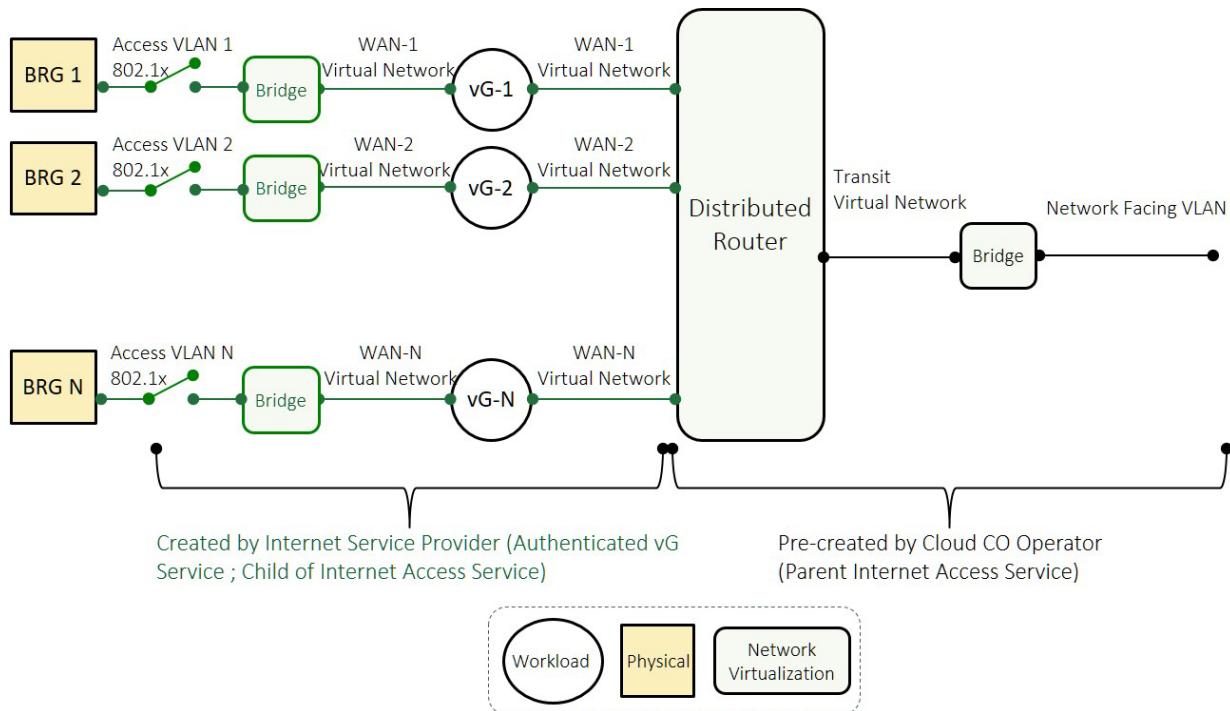 BRG 1
Access VLAN 1
802.1x
Bridge
WAN-1
Virtual Network
vG-1
WAN-1
Virtual Network
BRG 2
Access VLAN 2
802.1x
Bridge
WAN-2
Virtual Network
vG-2
WAN-2
Virtual Network
Distributed
Router
Transit
Virtual Network
Bridge
Network Facing VLAN
BRG N
Access VLAN N
802.1x
Bridge
WAN-N
Virtual Network
vG-N
WAN-N
Virtual Network
Created by Internet Service Provider (Authenticated vG
Service ; Child of Internet Access Service)
Pre-created by Cloud CO Operator
(Parent Internet Access Service)
Workload
Physical
Network
Virtualization